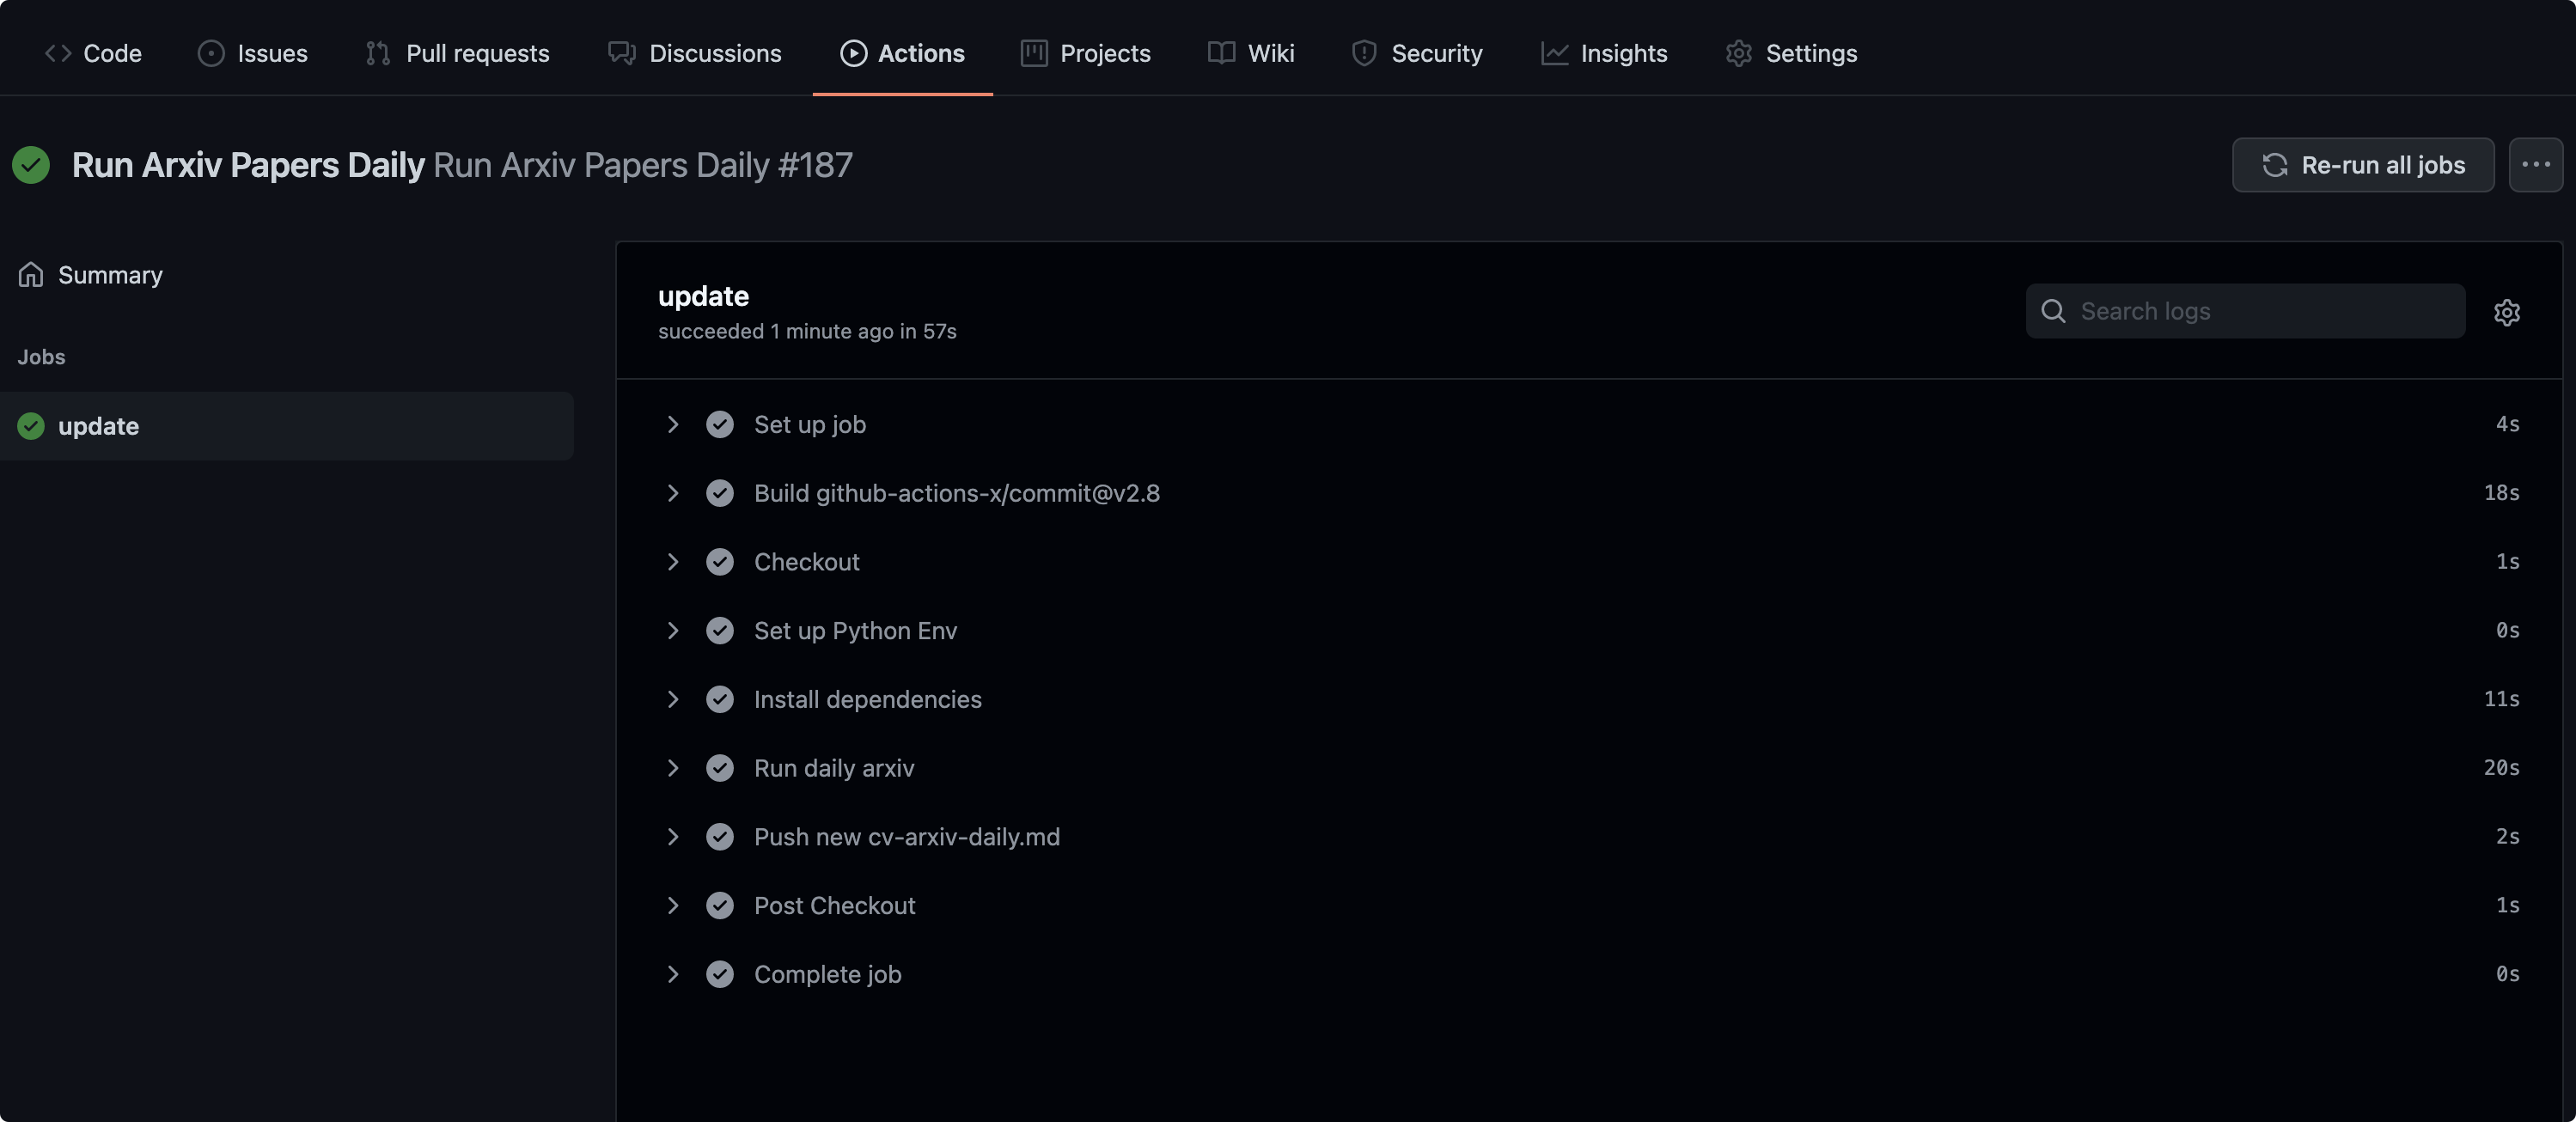 Code Issues Pull requests Discussions Actions Projects Wiki Security Insights Settings
Run Arxiv Papers Daily Run Arxiv Papers Daily #187
Re-run all jobs
Summary
Jobs
update
update
succeeded 1 minute ago in 57s
Search logs
Set up job 4s
Build github-actions-x/commit@v2.8 18s
Checkout 1s
Set up Python Env 0s
Install dependencies 11s
Run daily arxiv 20s
Push new cv-arxiv-daily.md 2s
Post Checkout 1s
Complete job 0s